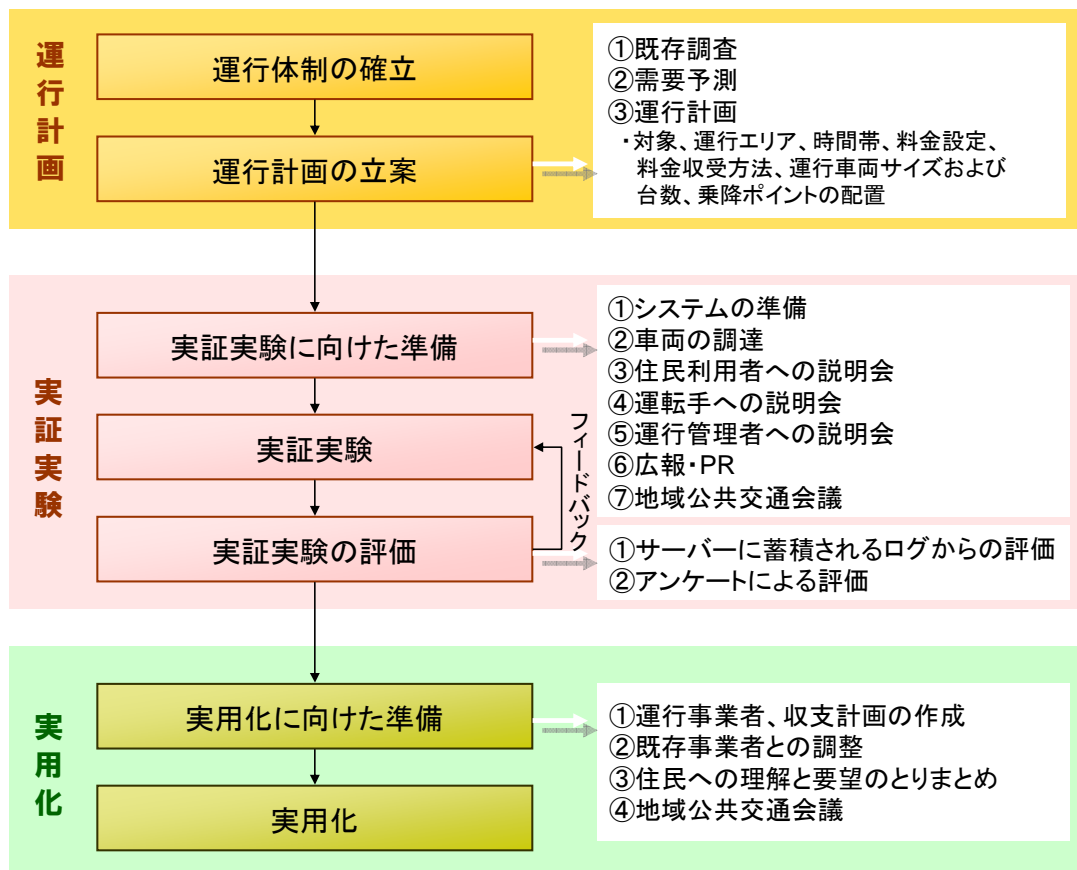 運行計画
運行体制の確立
運行計画の立案
①既存調査
②需要予測
③運行計画
・対象、運行エリア、時間帯、料金設定、
料金収受方法、運行車両サイズおよび
台数、乗降ポイントの配置
実証実験
実証実験に向けた準備
実証実験
実証実験の評価
フィードバック
①システムの準備
②車両の調達
③住民利用者への説明会
④運転手への説明会
⑤運行管理者への説明会
⑥広報・PR
⑦地域公共交通会議
①サーバーに蓄積されるログからの評価
②アンケートによる評価
実用化
実用化に向けた準備
実用化
①運行事業者、収支計画の作成
②既存事業者との調整
③住民への理解と要望のとりまとめ
④地域公共交通会議